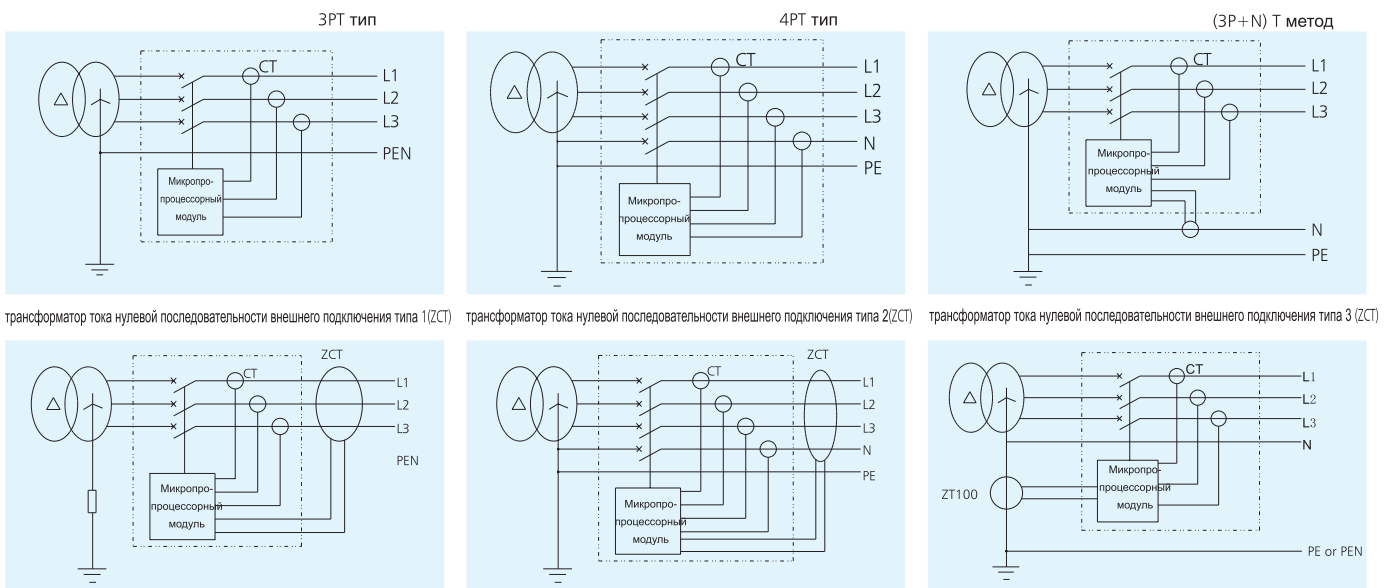 3PT тип
CT
L1
L2
L3
PEN
Микропро-
процессорный
модуль
4PT тип
CT
L1
L2
L3
N
PE
Микропро-
процессорный
модуль
(3P+N) T метод
CT
L1
L2
L3
Микропро-
процессорный
модуль
N
PE
трансформатор тока нулевой последовательности внешнего подключения типа 1(ZCT)
ZCT
CT
L1
L2
L3
PEN
Микропро-
процессорный
модуль
трансформатор тока нулевой последовательности внешнего подключения типа 2(ZCT)
ZCT
CT
L1
L2
L3
N
PE
Микропро-
процессорный
модуль
трансформатор тока нулевой последовательности внешнего подключения типа 3 (ZCT)
CT
L1
L2
L3
N
Микропро-
процессорный
модуль
ZT100
PE or PEN